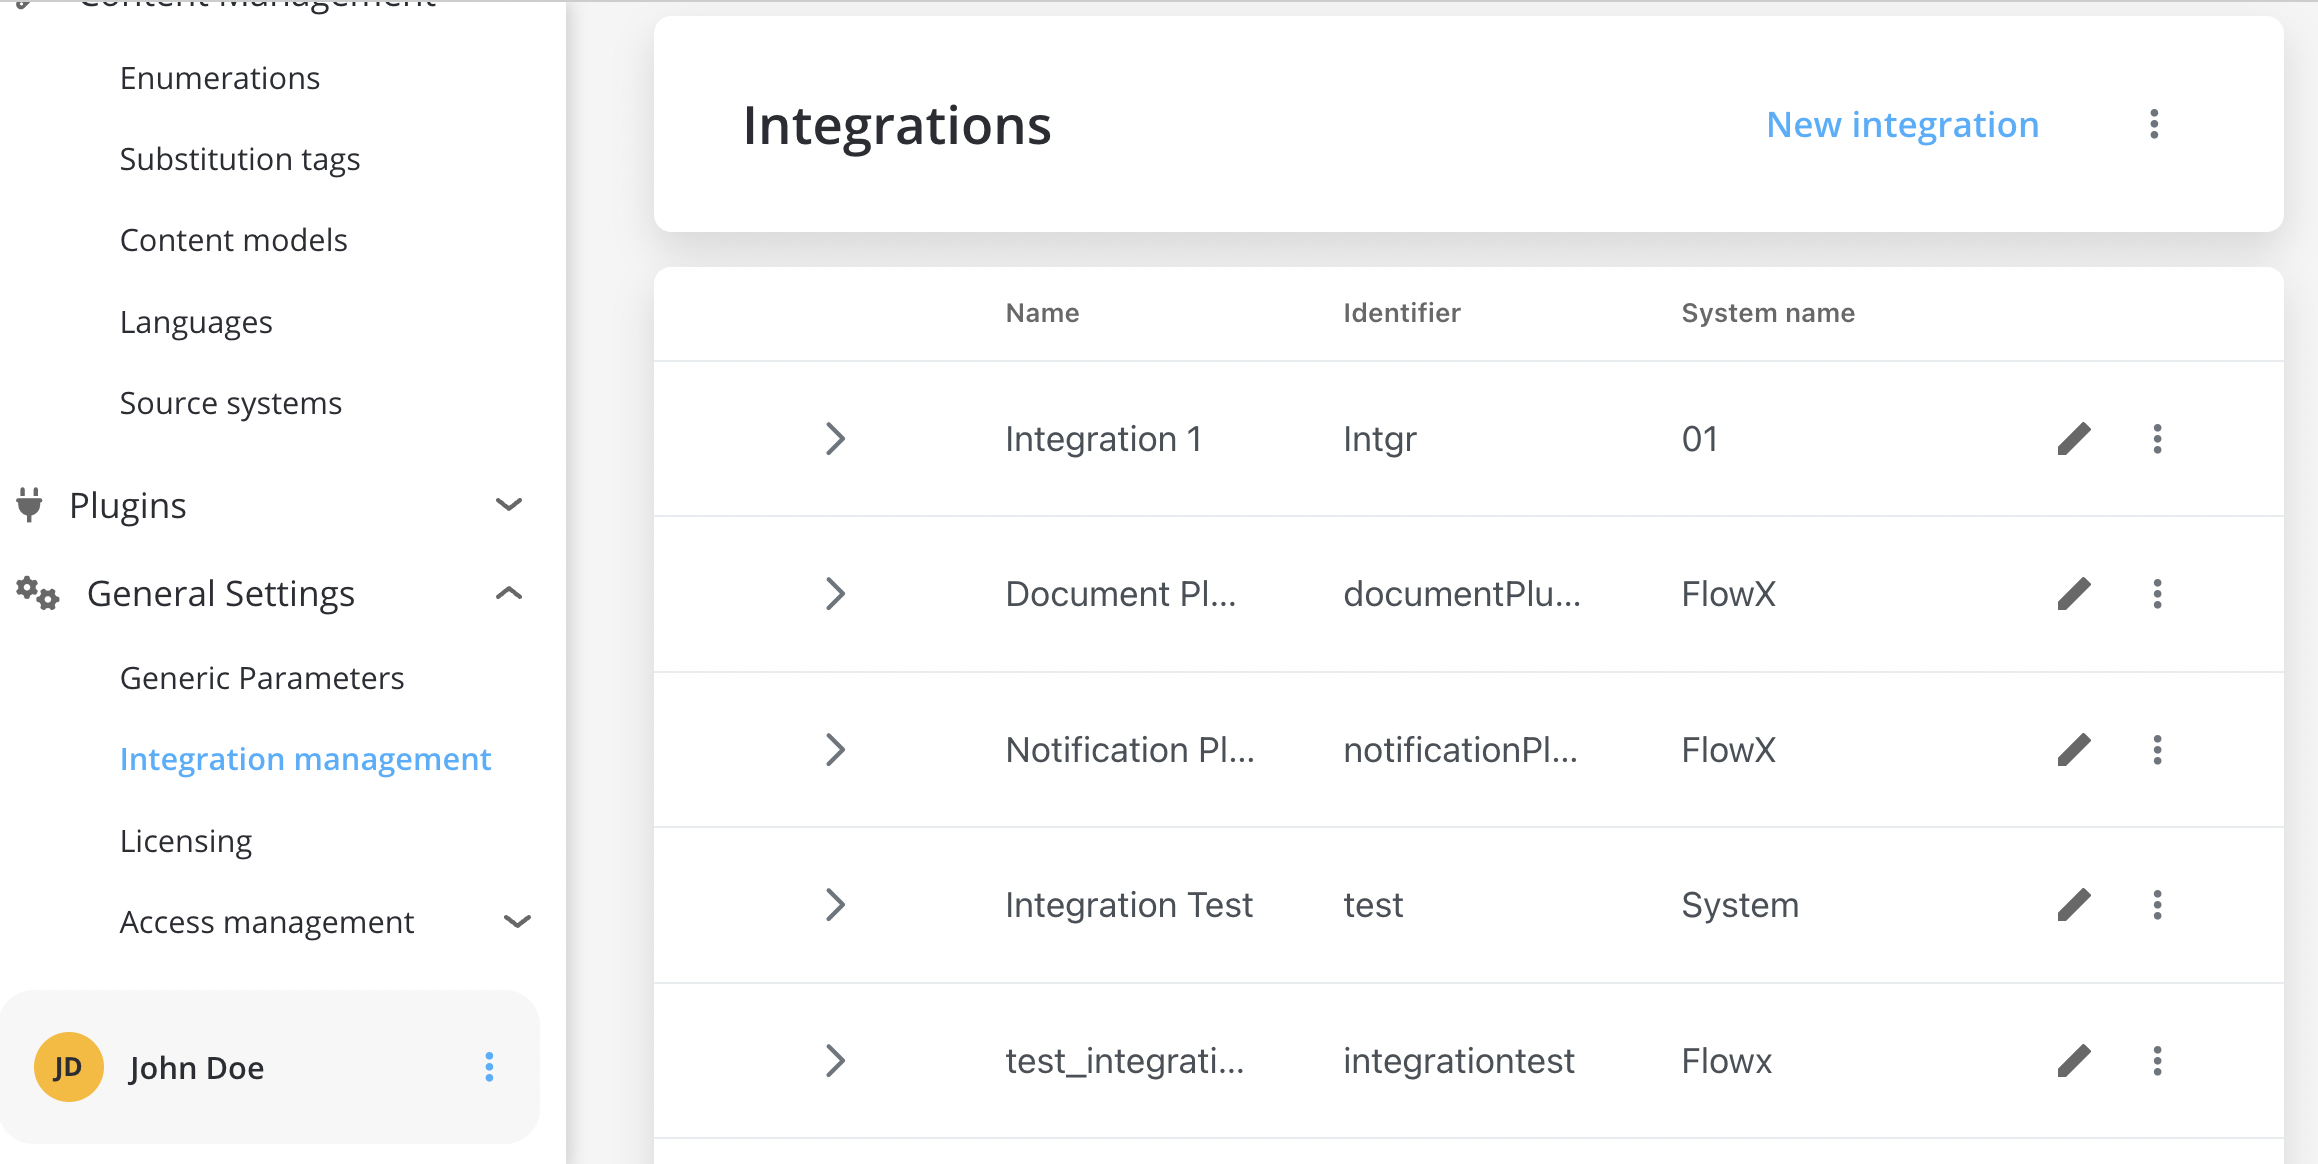 Content Management
Enumerations
Substitution tags
Content models
Languages
Source systems
Plugins
General Settings
Generic Parameters
Integration management
Licensing
Access management
JD John Doe
Integrations New integration
Name Identifier System name
Integration 1 Intgr 01
Document Pl... documentPlu... FlowX
Notification Pl... notificationPl... FlowX
Integration Test test System
test_integrati... integrationtest Flowx